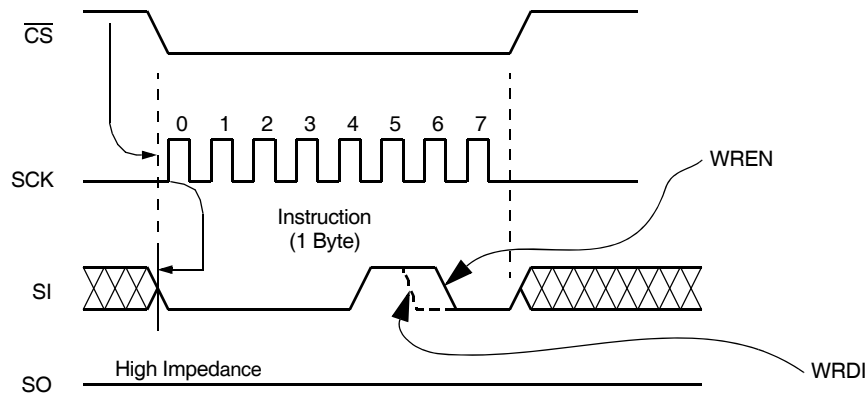 CS
0 1 2 3 4 5 6 7
WREN
SCK
Instruction
(1 Byte)
SI
High Impedance
WRDI
SO